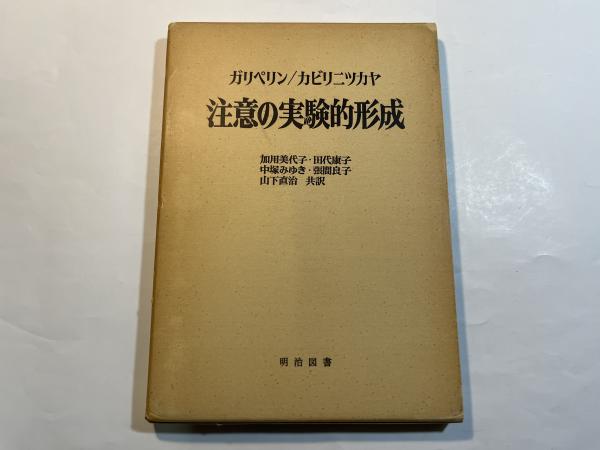 ガリペリン/カビリニツカヤ
注意の実験的形成
加用美代子・田代康子
中塚みゆき・張間良子
山下直治 共訳
明治図書